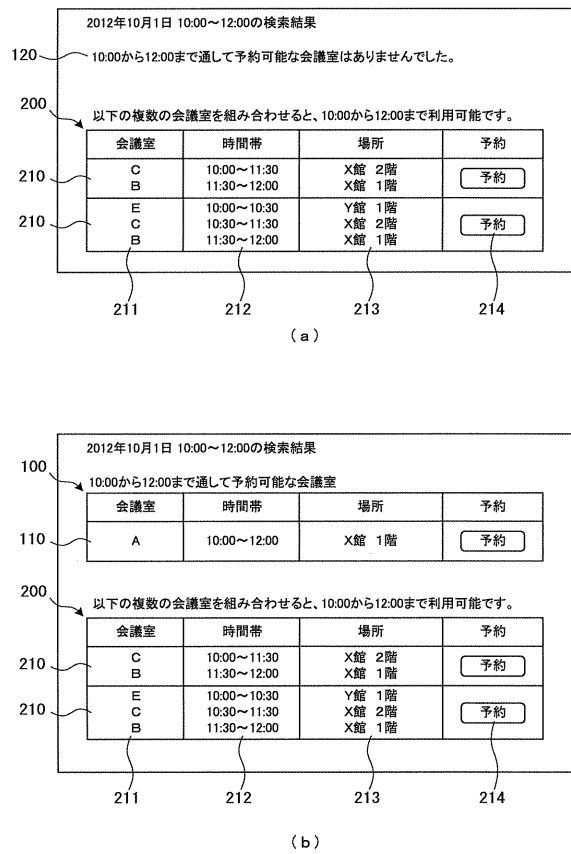 2012年10月1日 10:00～12:00の検索結果
120
10:00から12:00まで通して予約可能な会議室はありませんでした。
200
以下の複数の会議室を組み合わせると、10:00から12:00まで利用可能です。
会議室 時間帯 場所 予約
210
C 10:00～11:30 X館 2階 予約
B 11:30～12:00 X館 1階
210
E 10:00～10:30 Y館 1階
C 10:30～11:30 X館 2階 予約
B 11:30～12:00 X館 1階
211 212 213 214
(a)
2012年10月1日 10:00～12:00の検索結果
100
10:00から12:00まで通して予約可能な会議室
会議室 時間帯 場所 予約
110
A 10:00～12:00 X館 1階 予約
200
以下の複数の会議室を組み合わせると、10:00から12:00まで利用可能です。
会議室 時間帯 場所 予約
210
C 10:00～11:30 X館 2階 予約
B 11:30～12:00 X館 1階
210
E 10:00～10:30 Y館 1階
C 10:30～11:30 X館 2階 予約
B 11:30～12:00 X館 1階
211 212 213 214
(b)